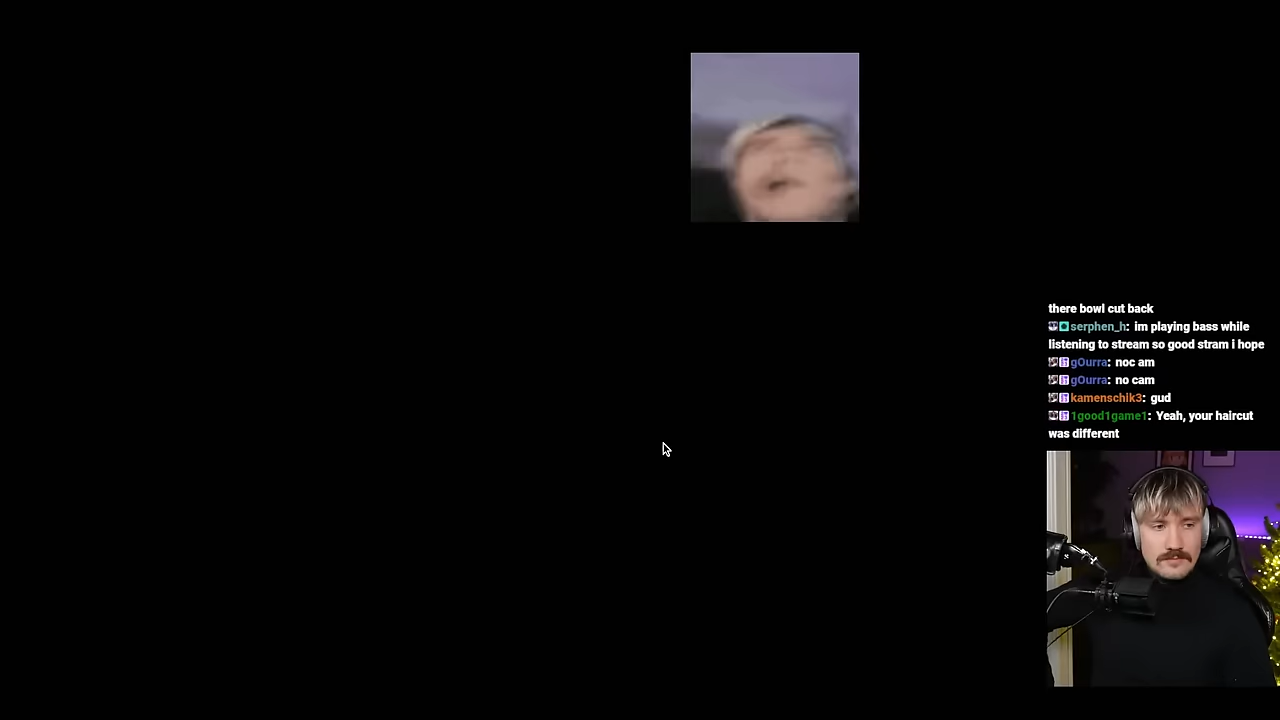 there bowl cut back
serphen_h: im playing bass while
listening to stream so good stram i hope
gOurra: noc am
gOurra: no cam
kamenschik3: gud
1good1game1: Yeah, your haircut
was different